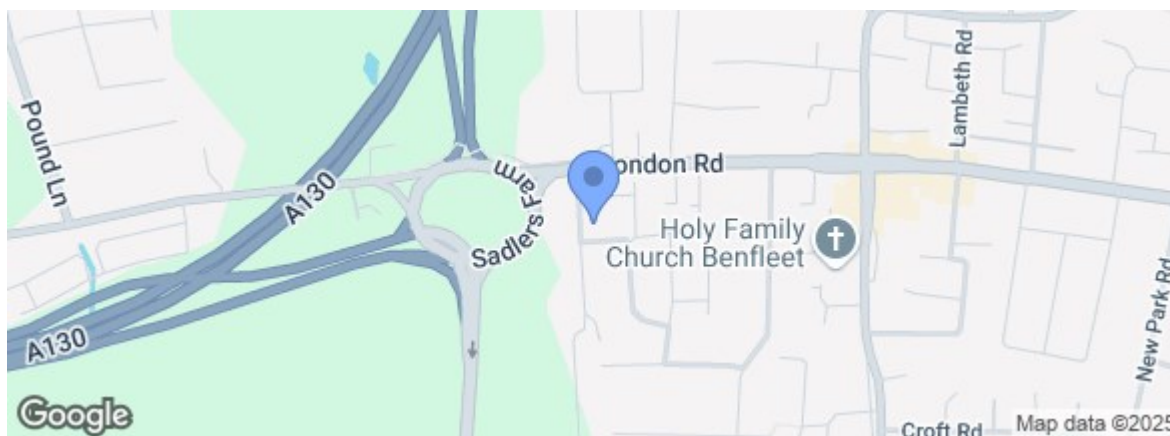 Pound Ln
A130
A130
Sadlers Farm
London Rd
Lambeth Rd
Holy Family
Church Benfleet
New Park Rd
Croft Rd
Google
Map data ©2025